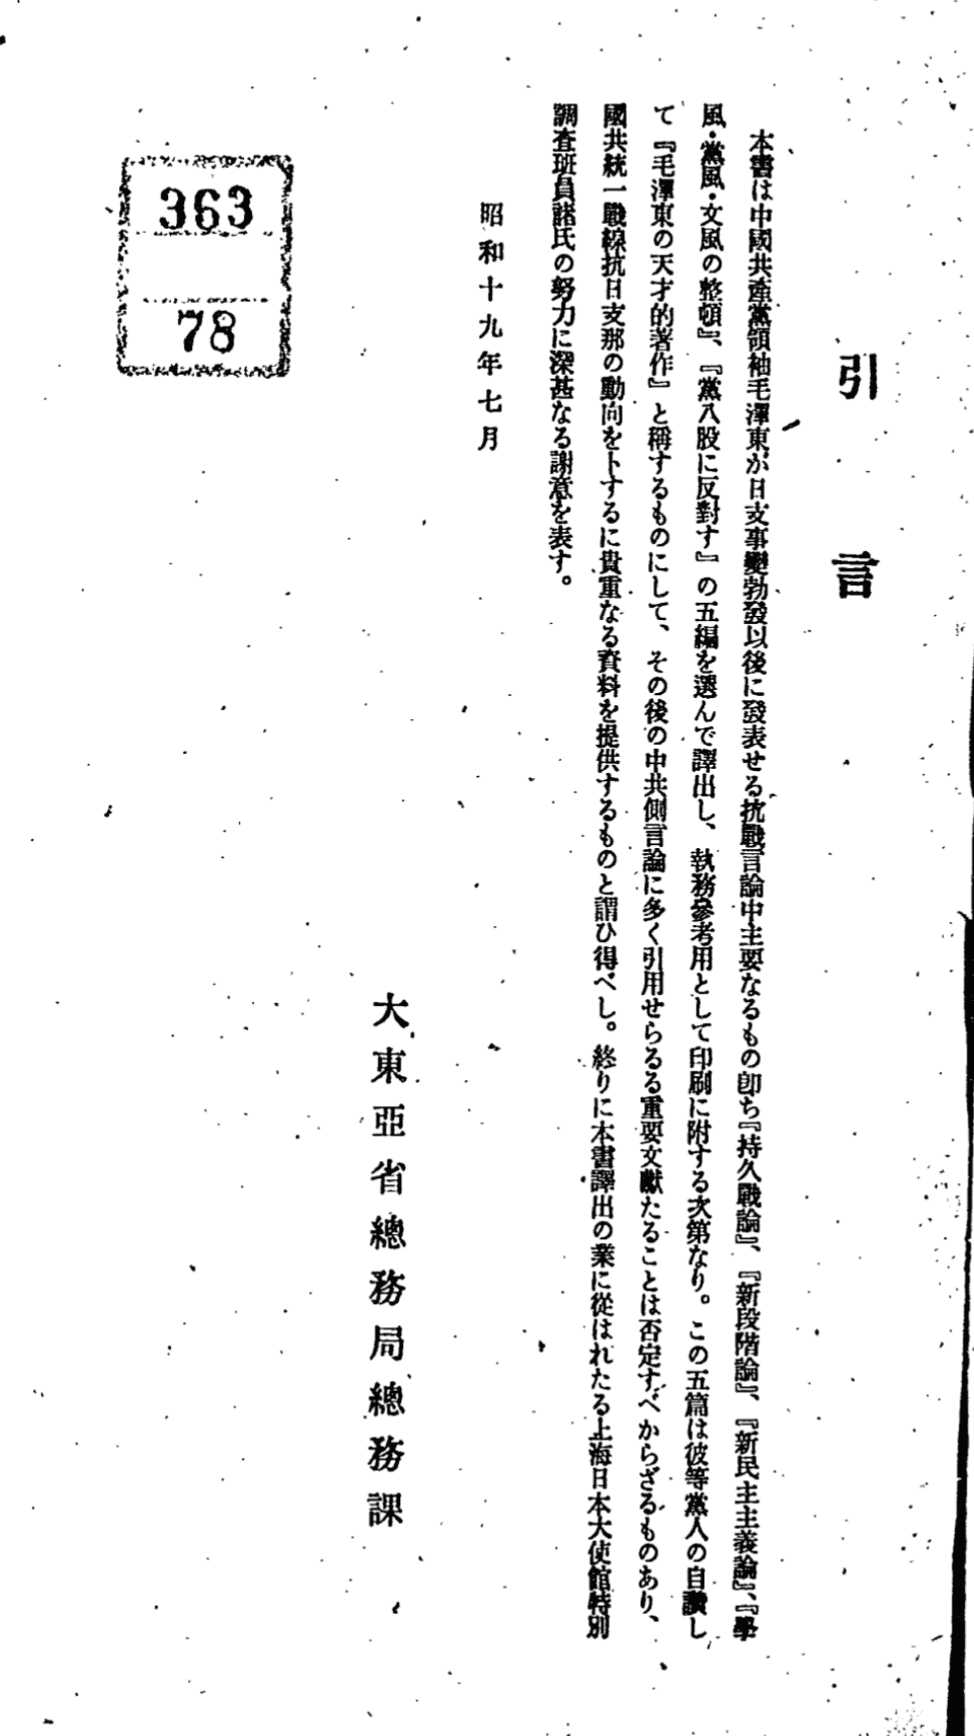 引言
本書は中國共產黨領袖毛澤東が日支事變勃發以後に發表せる抗戰言論中主要なるもの卽ち『持久戰論』、『新段階論』、『新民主主義論』、『學
風・黨風・文風の整頓』、『黨八股に反對す』の五編を選んで譯出し、執務參考用として印刷に附する次第なり。この五篇は彼等黨人の自讚し
て『毛澤東の天才的著作』と稱するものにして、その後の中共側言論に多く引用せらるる重要文獻たることは否定すべからざるものあり、
國共統一戰線抗日支那の動向を卜するに貴重なる資料を提供するものと謂ひ得べし。終りに本書譯出の業に從はれたる上海日本大使館特別
調査班員諸氏の努力に深甚なる謝意を表す。
昭和十九年七月
大東亞省總務局總務課
363
78